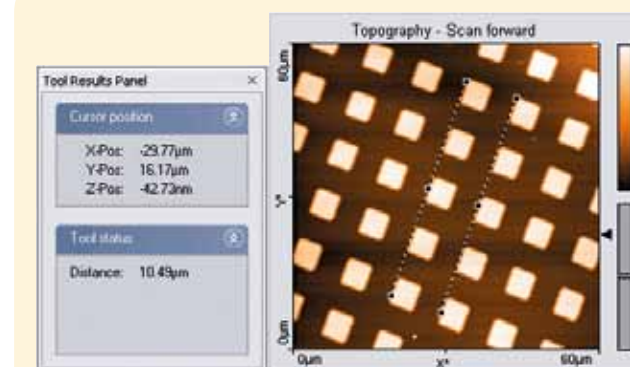 Tool Results Panel
Cursor position
X-Pos: -29.77µm
Y-Pos: 16.17µm
Z-Pos: -42.73nm
Tool status
Distance: 10.49µm
Topography - Scan forward
60µm
Y*
0µm
0µm
X*
60µm